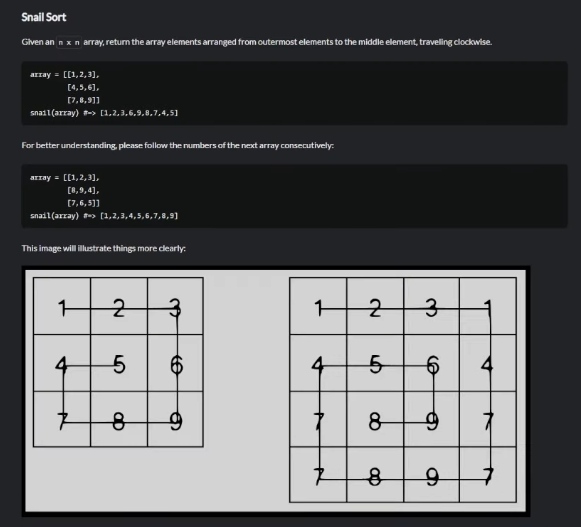 Snail Sort
Given an n x n array, return the array elements arranged from outermost elements to the middle element, traveling clockwise.
array = [[1,2,3],
[4,5,6],
[7,8,9]]
snail(array) #=> [1,2,3,6,9,8,7,4,5]
For better understanding, please follow the numbers of the next array consecutively:
array = [[1,2,3],
[8,9,4],
[7,6,5]]
snail(array) #=> [1,2,3,4,5,6,7,8,9]
This image will illustrate things more clearly:
1 2 3
4 5 6
7 8 9
1 2 3 1
4 5 6 4
7 8 9 7
7 8 9 7